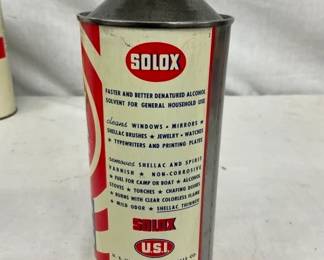 SOLOX
FASTER AND BETTER DENATURED ALCOHOL
SOLVENT FOR GENERAL HOUSEHOLD USE
cleans WINDOWS • MIRRORS ★
SHELLAC BRUSHES ★ JEWELRY • WATCHES
★ TYPEWRITERS AND PRINTING PLATES
removes SHELLAC AND SPIRIT
VARNISH ★ NON-CORROSIVE
★ FUEL FOR CAMP OR BOAT ALCOHOL
STOVES ★ TORCHES ★ CHAFING DISHES
★ BURNS WITH CLEAR COLORLESS FLAME
★ MILD ODOR ★ SHELLAC THINNER
SOLOX
U.S.I.